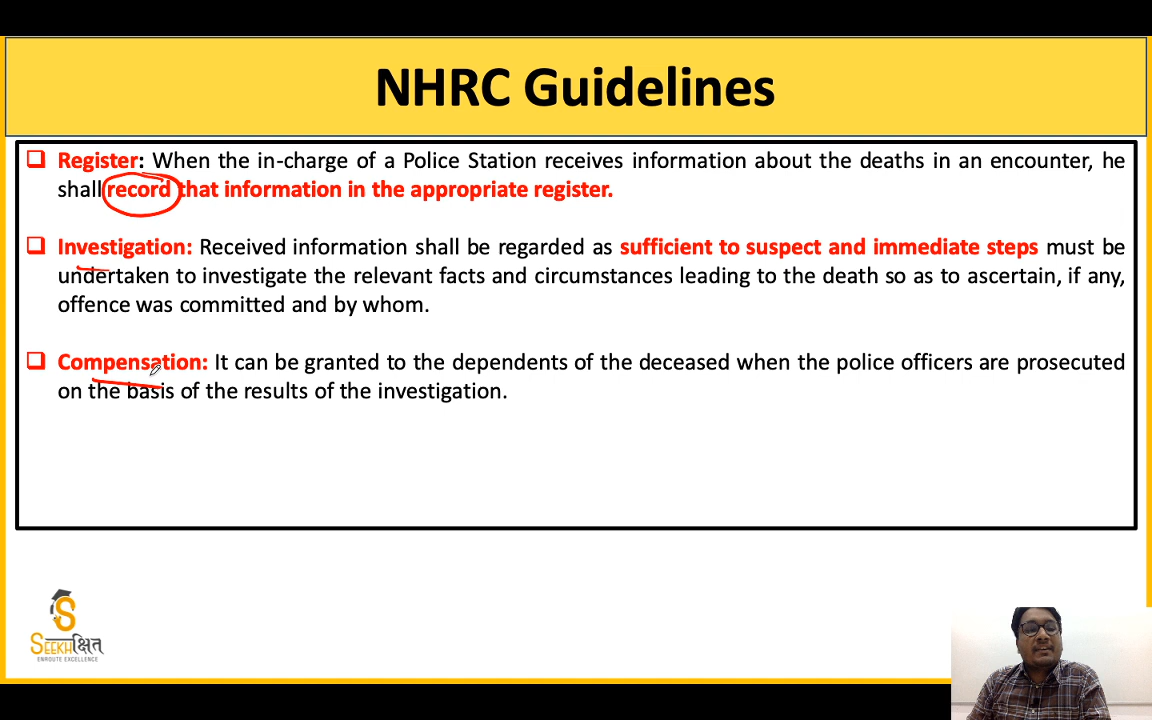 NHRC Guidelines
Register: When the in-charge of a Police Station receives information about the deaths in an encounter, he
shall record that information in the appropriate register.
Investigation: Received information shall be regarded as sufficient to suspect and immediate steps must be
undertaken to investigate the relevant facts and circumstances leading to the death so as to ascertain, if any,
offence was committed and by whom.
Compensation: It can be granted to the dependents of the deceased when the police officers are prosecuted
on the basis of the results of the investigation.
S
SEEKHक्षित
ENROUTE EXCELLENCE